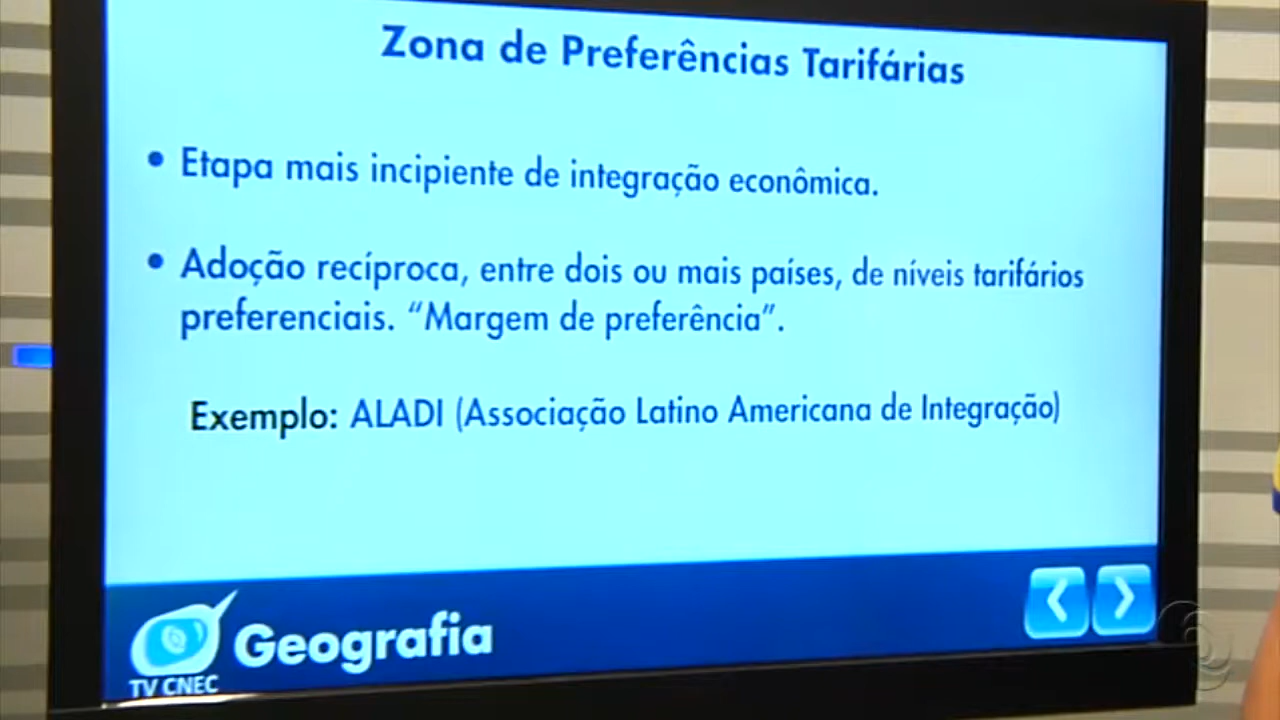 Zona de Preferências Tarifárias
• Etapa mais incipiente de integração econômica.
• Adoção recíproca, entre dois ou mais países, de níveis tarifários
preferenciais. “Margem de preferência”.
Exemplo: ALADI (Associação Latino Americana de Integração)
Geografia
TV CNEC